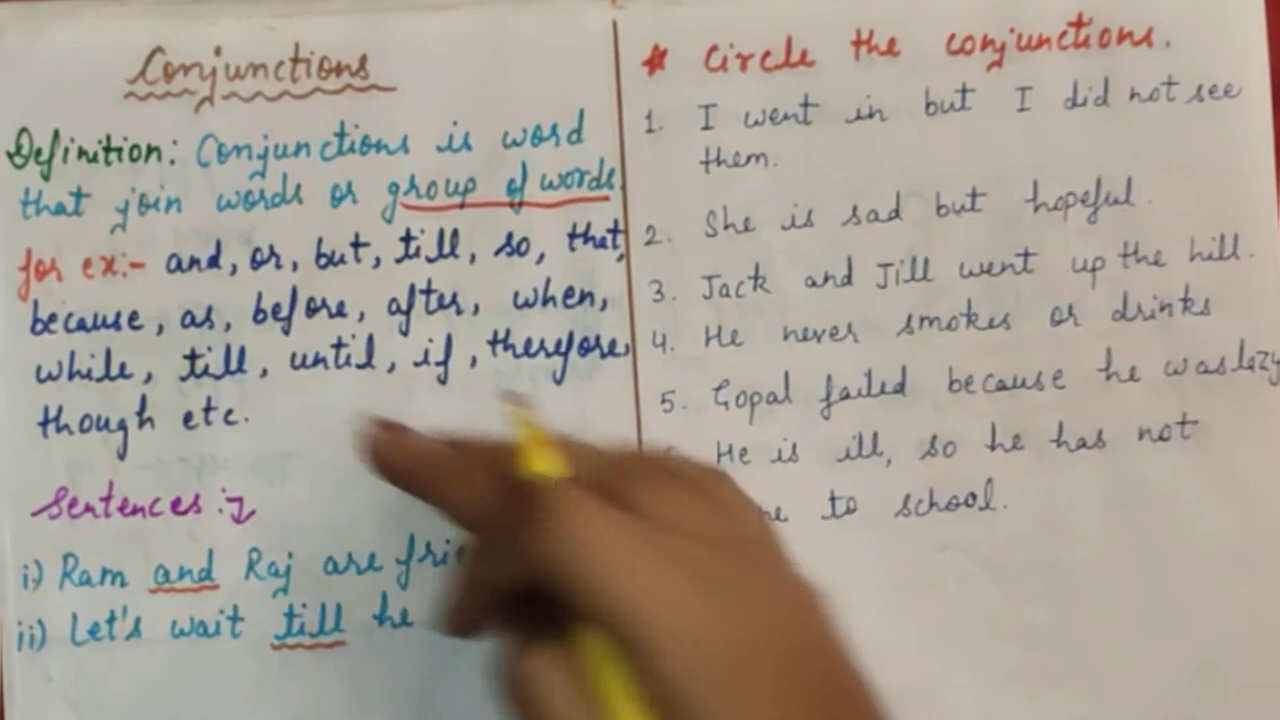 Conjunctions
Definition: Conjunctions is word
that join words or group of words.
for ex:- and, or, but, till, so, that,
because, as, before, after, when,
while, till, until, if, therefore,
though etc.
Sentences :-
i) Ram and Raj are
ii) Let's wait till he
* Circle the conjunctions.
1. I went in but I did not see
them.
2. She is sad but hopeful.
3. Jack and Jill went up the hill.
4. He never smokes or drinks
5. Gopal failed because he was lazy
He is ill, so he has not
to school.